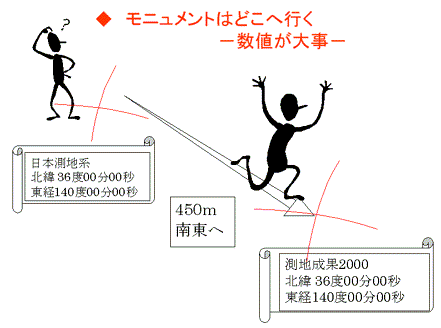 ◆ モニュメントはどこへ行く
－数値が大事－
?
日本測地系
北緯 36度00分00秒
東経140度00分00秒
450m
南東へ
測地成果2000
北緯 36度00分00秒
東経140度00分00秒